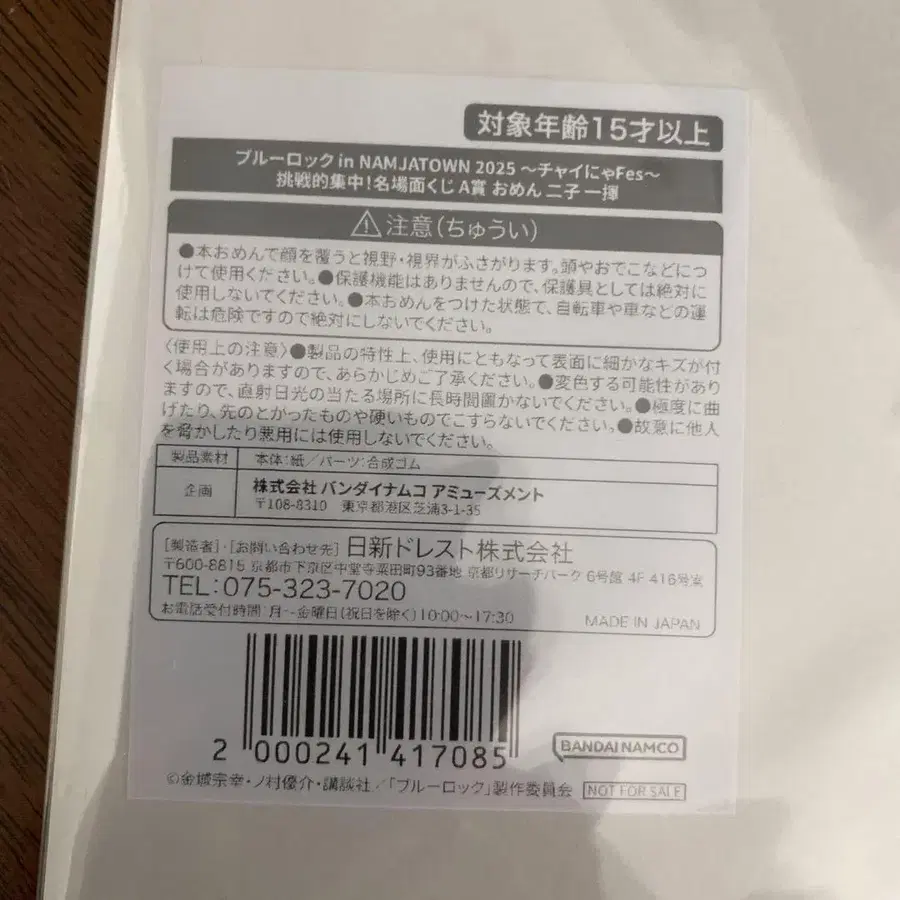 対象年齢15才以上
ブルーロック in NAMJATOWN 2025 ～チャイにゃFes～
挑戦的集中!名場面くじ A賞 おめん 二子 一揮
⚠注意(ちゅうい)
●本おめんで顔を覆うと視野・視界がふさがります。頭やおでこなどにつ
けて使用ください。●保護機能はありませんので、保護具としては絶対に
使用しないでください。●本おめんをつけた状態で、自転車や車などの運
転は危険ですので絶対にしないでください。
〈使用上の注意〉●製品の特性上、使用にともなって表面に細かなキズが付
く場合がありますので、あらかじめご了承ください。●変色する可能性があり
ますので、直射日光の当たる場所に長時間置かないでください。●極度に曲
げたり、先のとがったものや硬いものでこすらないでください。●故意に他人
を脅かしたり悪用には使用しないでください。
製品素材 本体:紙/パーツ:合成ゴム
企画 株式会社 バンダイナムコ アミューズメント
〒108-8310 東京都港区芝浦3-1-35
[製造者]・[お問い合わせ先] 日新ドレスト株式会社
〒600-8815 京都市下京区中堂寺粟田町93番地 京都リサーチパーク 6号館 4F 416号室
TEL:075-323-7020
お電話受付時間:月～金曜日(祝日を除く)10:00～17:30
MADE IN JAPAN
2 000241 417085
BANDAI NAMCO
©金城宗幸・ノ村優介・講談社/「ブルーロック」製作委員会 NOT FOR SALE